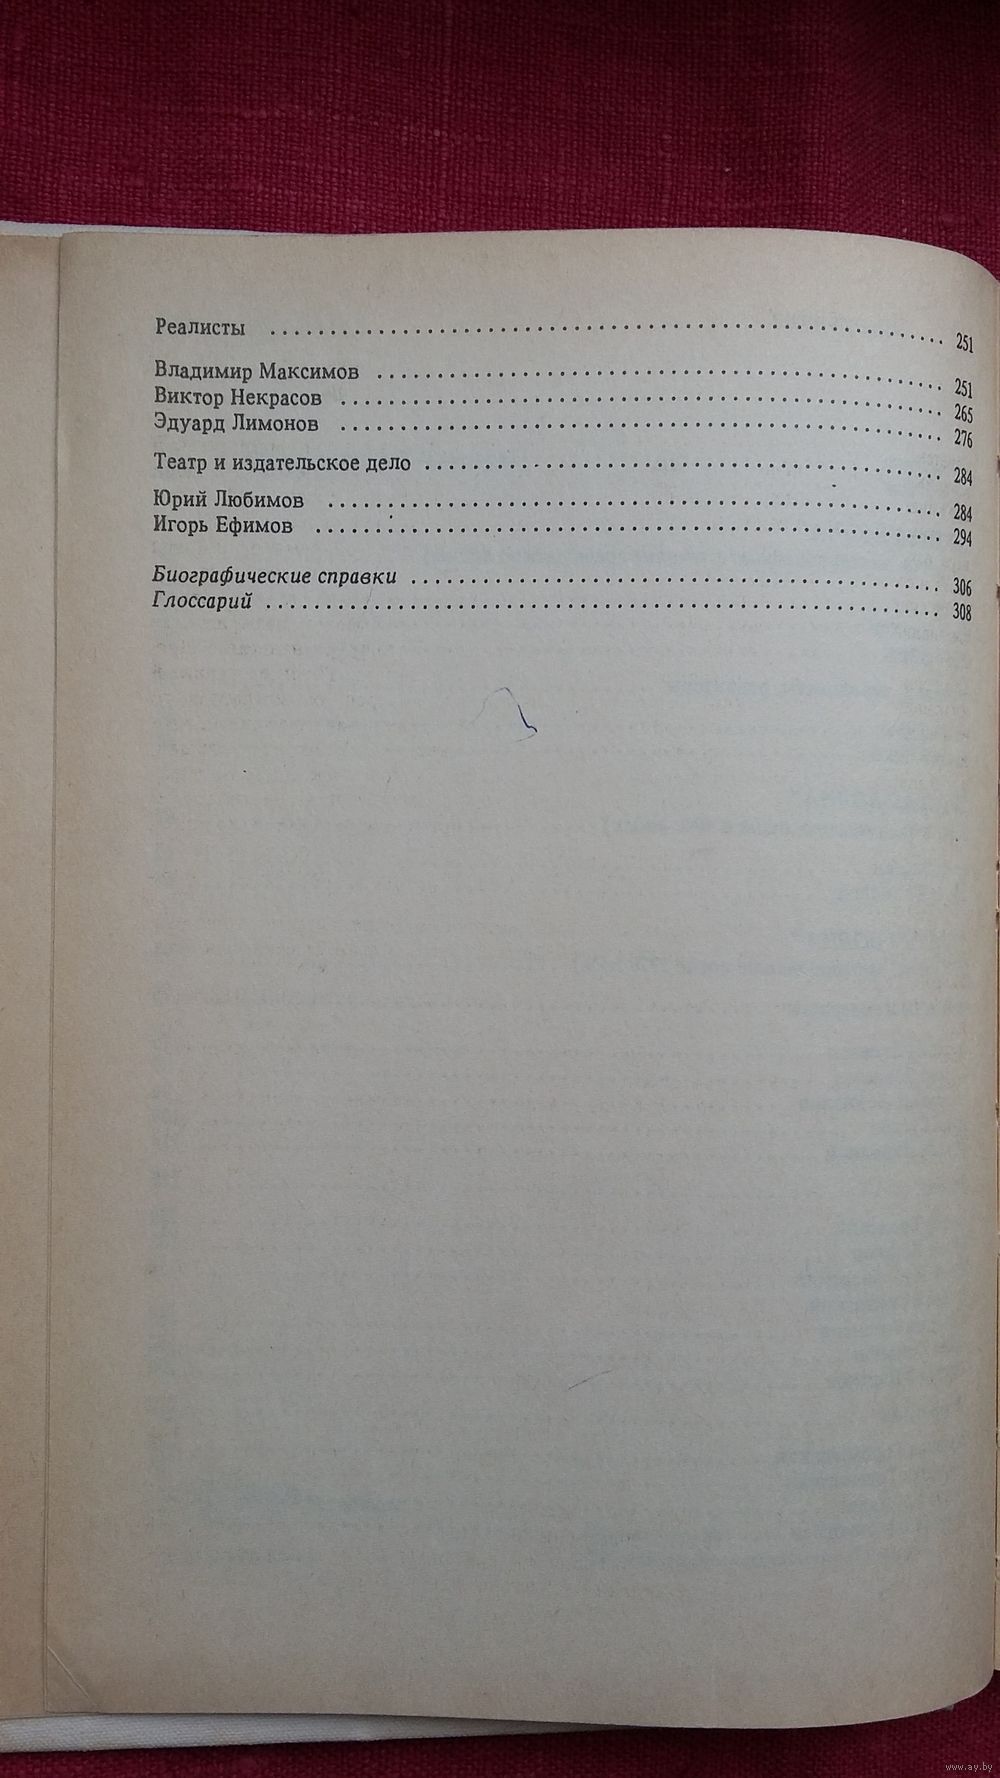 Реалисты ........ 251
Владимир Максимов ........ 251
Виктор Некрасов ........ 265
Эдуард Лимонов ........ 276
Театр и издательское дело ........ 284
Юрий Любимов ........ 284
Игорь Ефимов ........ 294
Биографические справки ........ 306
Глоссарий ........ 308
www.ay.by